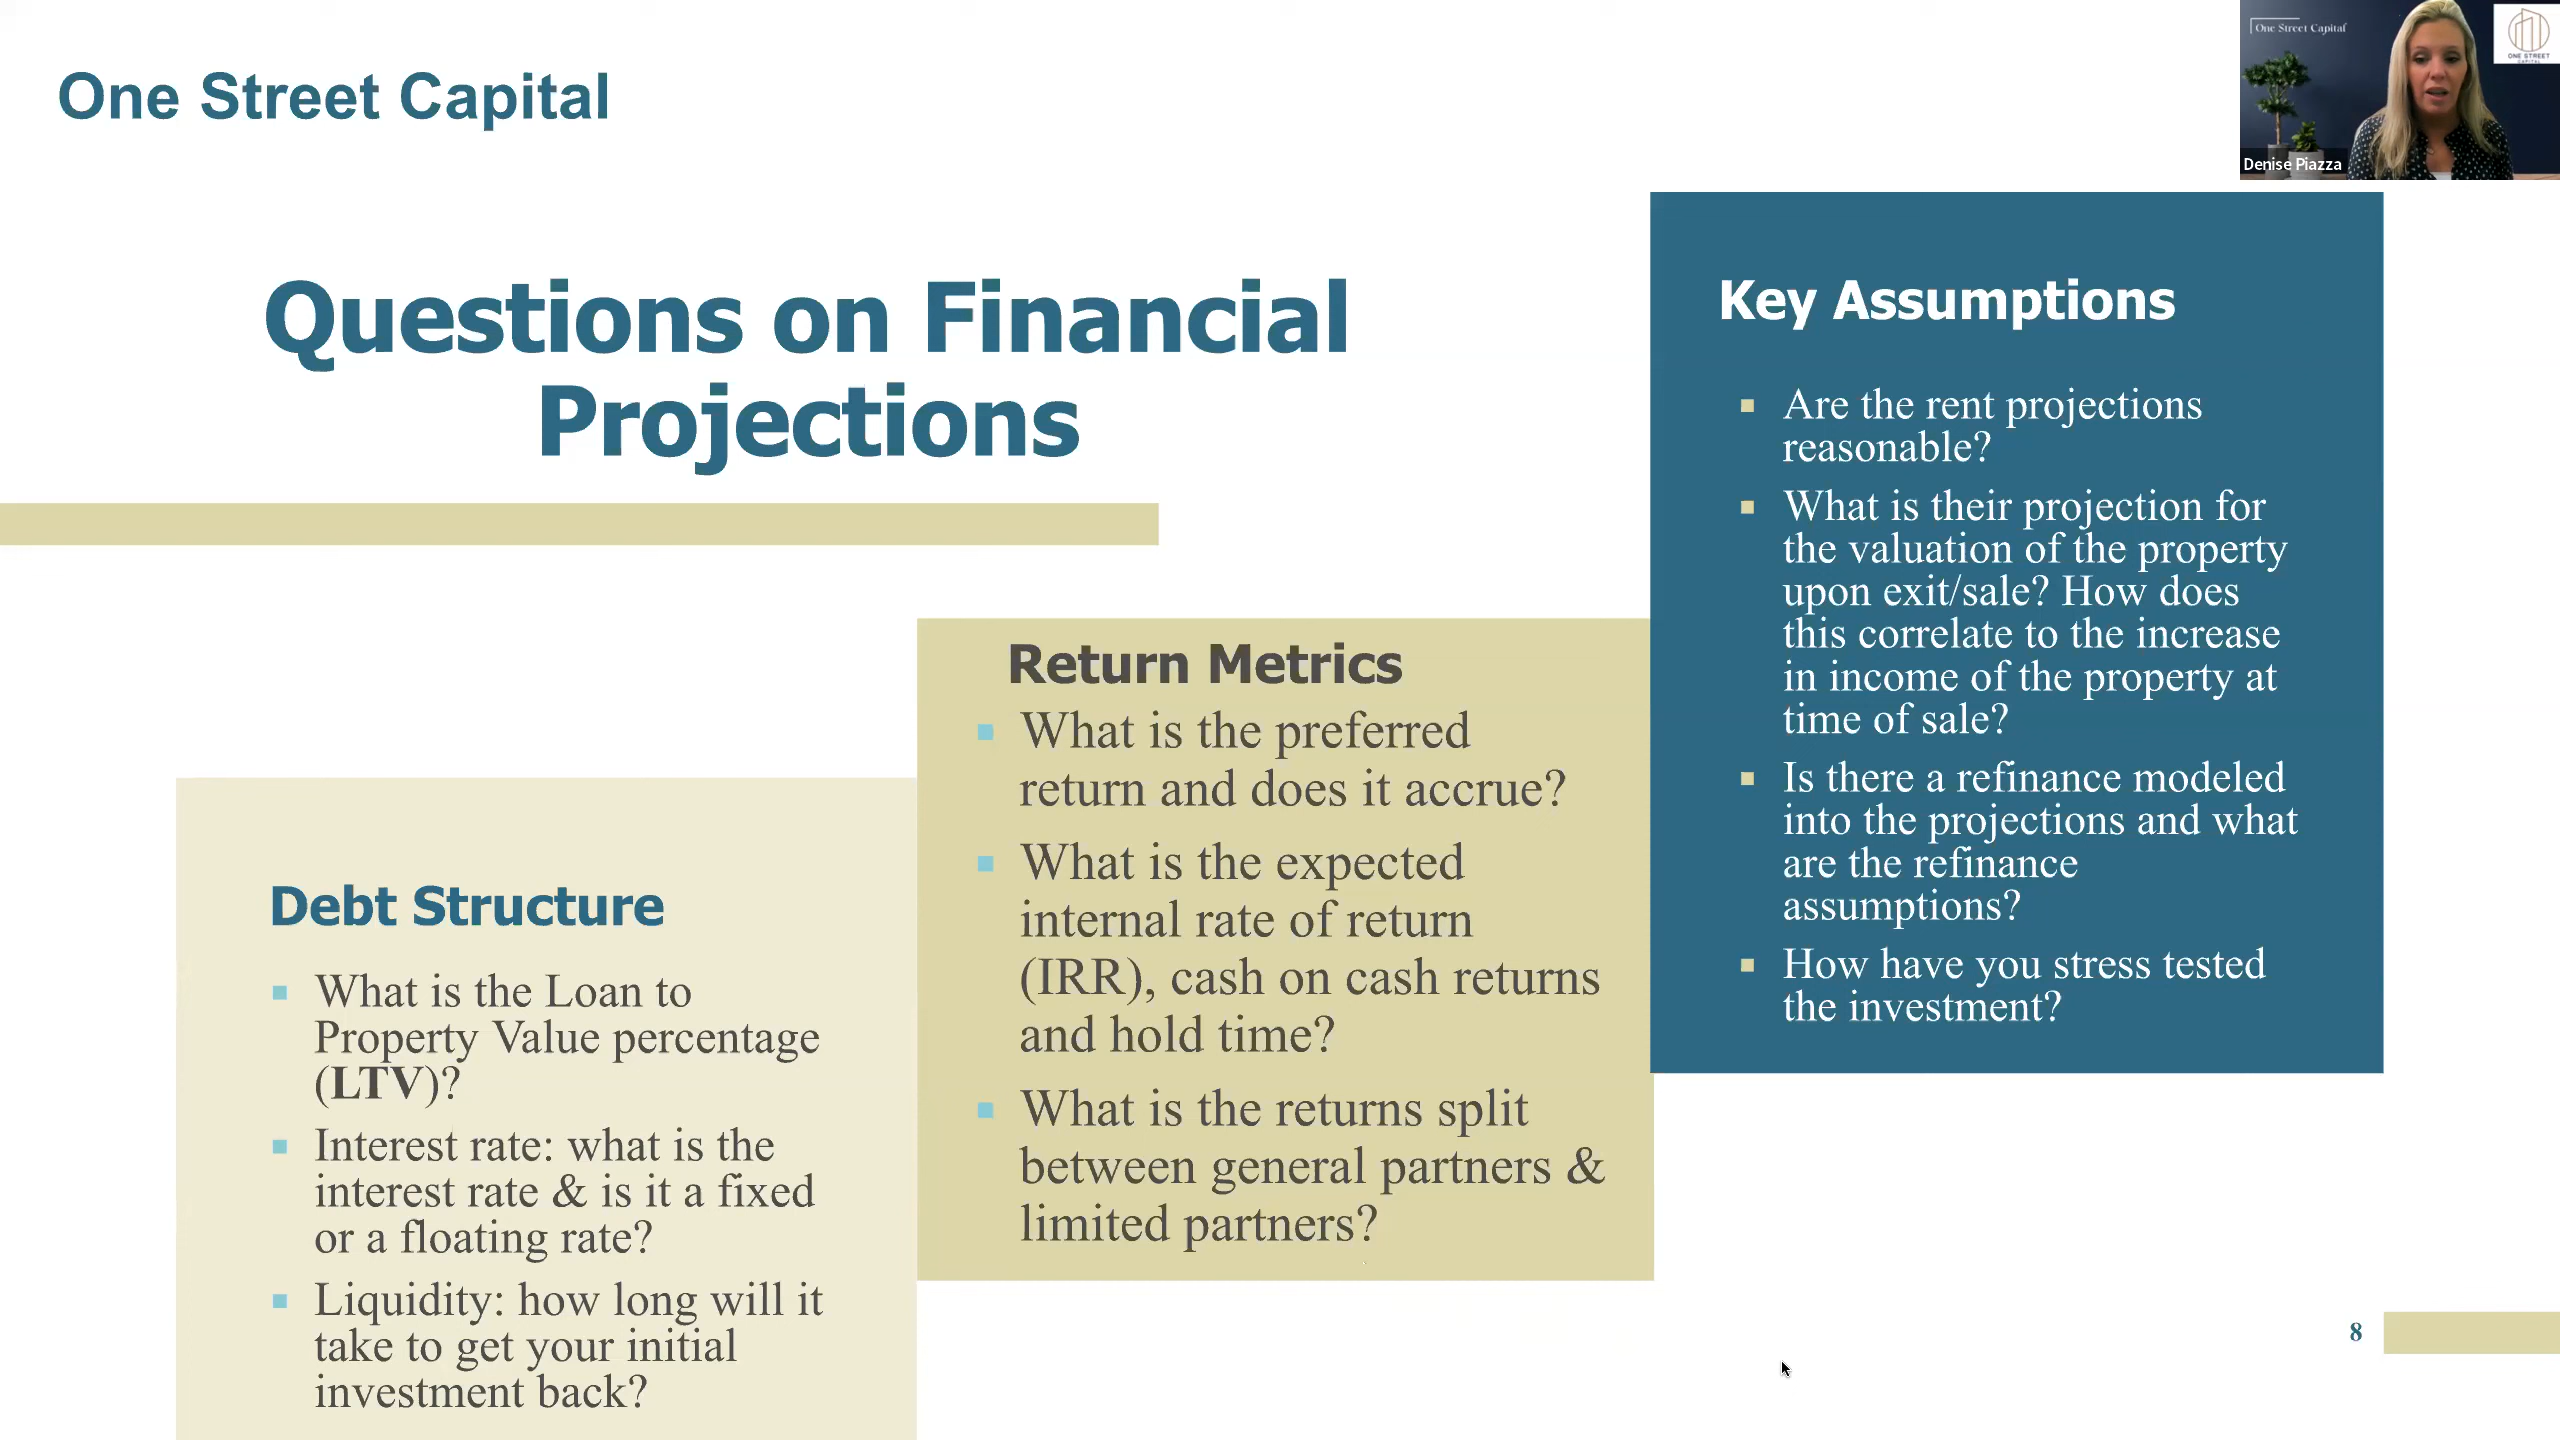 One Street Capital
One Street Capital
ONE STREET
CAPITAL
Denise Piazza
Questions on Financial
Projections
Debt Structure
What is the Loan to
Property Value percentage
(LTV)?
Interest rate: what is the
interest rate & is it a fixed
or a floating rate?
Liquidity: how long will it
take to get your initial
investment back?
Return Metrics
What is the preferred
return and does it accrue?
What is the expected
internal rate of return
(IRR), cash on cash returns
and hold time?
What is the returns split
between general partners &
limited partners?
Key Assumptions
Are the rent projections
reasonable?
What is their projection for
the valuation of the property
upon exit/sale? How does
this correlate to the increase
in income of the property at
time of sale?
Is there a refinance modeled
into the projections and what
are the refinance
assumptions?
How have you stress tested
the investment?
8